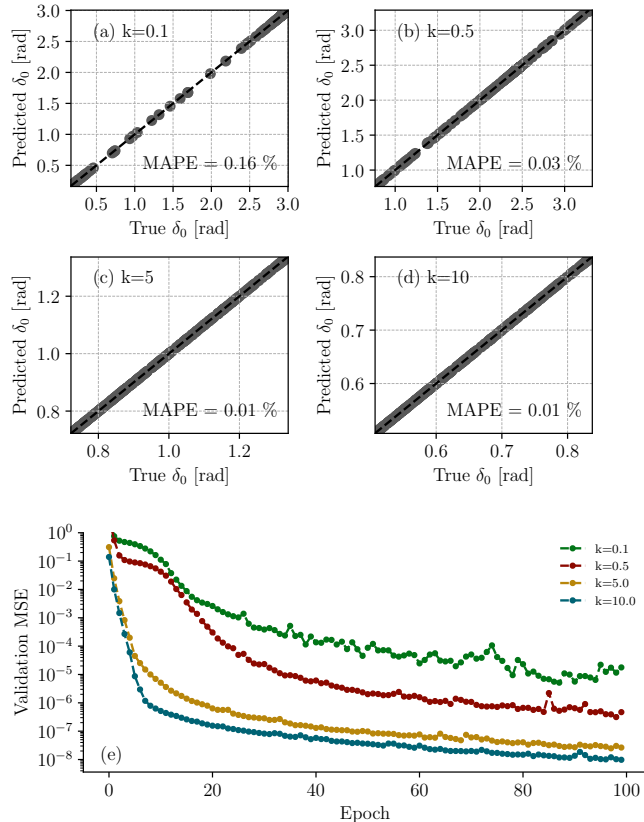 (a) k=0.1
MAPE = 0.16 %
Predicted δ₀ [rad]
3.0
2.5
2.0
1.5
1.0
0.5
0.5 1.0 1.5 2.0 2.5 3.0
True δ₀ [rad]
(b) k=0.5
MAPE = 0.03 %
Predicted δ₀ [rad]
3.0
2.5
2.0
1.5
1.0
1.0 1.5 2.0 2.5 3.0
True δ₀ [rad]
(c) k=5
MAPE = 0.01 %
Predicted δ₀ [rad]
1.2
1.0
0.8
0.8 1.0 1.2
True δ₀ [rad]
(d) k=10
MAPE = 0.01 %
Predicted δ₀ [rad]
0.8
0.7
0.6
0.6 0.7 0.8
True δ₀ [rad]
Validation MSE
10⁰
10⁻¹
10⁻²
10⁻³
10⁻⁴
10⁻⁵
10⁻⁶
10⁻⁷
10⁻⁸
k=0.1
k=0.5
k=5.0
k=10.0
(e)
0 20 40 60 80 100
Epoch